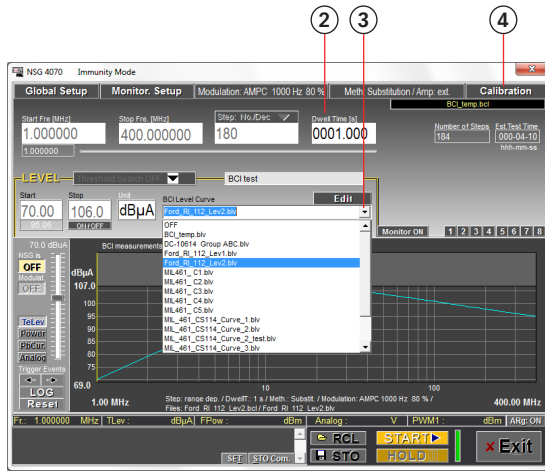 2 3 4
NSG 4070 Immunity Mode
Global Setup Monitor. Setup Modulation: AMPC 1000 Hz 80 % Meth: Substitution / Amp: ext. Calibration
BCI_temp.bcl
Start Fre [MHz] Stop Fre. [MHz] Step: No./Dec Dwell Time [s] Number of Steps Est.Test Time
1.000000 400.000000 180 0001.000 184 000-04-10
hhh-mm-ss
1.000000
LEVEL Threshold Search OFF BCI test
Start Stop Unit BCI Level Curve Edit
70.00 106.0 dBµA Ford_RI_112_Lev2.blv
95.06 ON/OFF
OFF
Monitor ON 1 2 3 4 5 6 7 8
BCI_temp.blv
DC-10614 Group ABC.blv
Ford_RI_112_Lev1.blv
Ford_RI_112_Lev2.blv
MIL461_ C1.blv
MIL461_ C2.blv
MIL461_ C3.blv
MIL461_ C4.blv
MIL461_ C5.blv
MIL_461_CS114_Curve_1.blv
MIL_461_CS114_Curve_2.blv
MIL_461_CS114_Curve_2_test.blv
MIL_461_CS114_Curve_3.blv
70.0 dBuA BCI measurements
NSG is
OFF
Modulat.
OFF
dBµA
107.0
100
95
90
85
80
75
69.0
TeLev
Power
PbCur.
Analog
Trigger Events
LOG
Reset
10 100
1.00 MHz Step: range dep. / DwellT.: 1 s / Meth.: Substit. / Modulation: AMPC 1000 Hz 80 % / 400.00 MHz
Files: Ford RI 112 Lev2.bcl / Ford RI 112 Lev2.blv
Fr.: 1.000000 MHz TLev : dBµA FPow : dBm Analog : V PWM1 : dBm ARg:ON
RCL START
SET STO Com. STO HOLD Exit